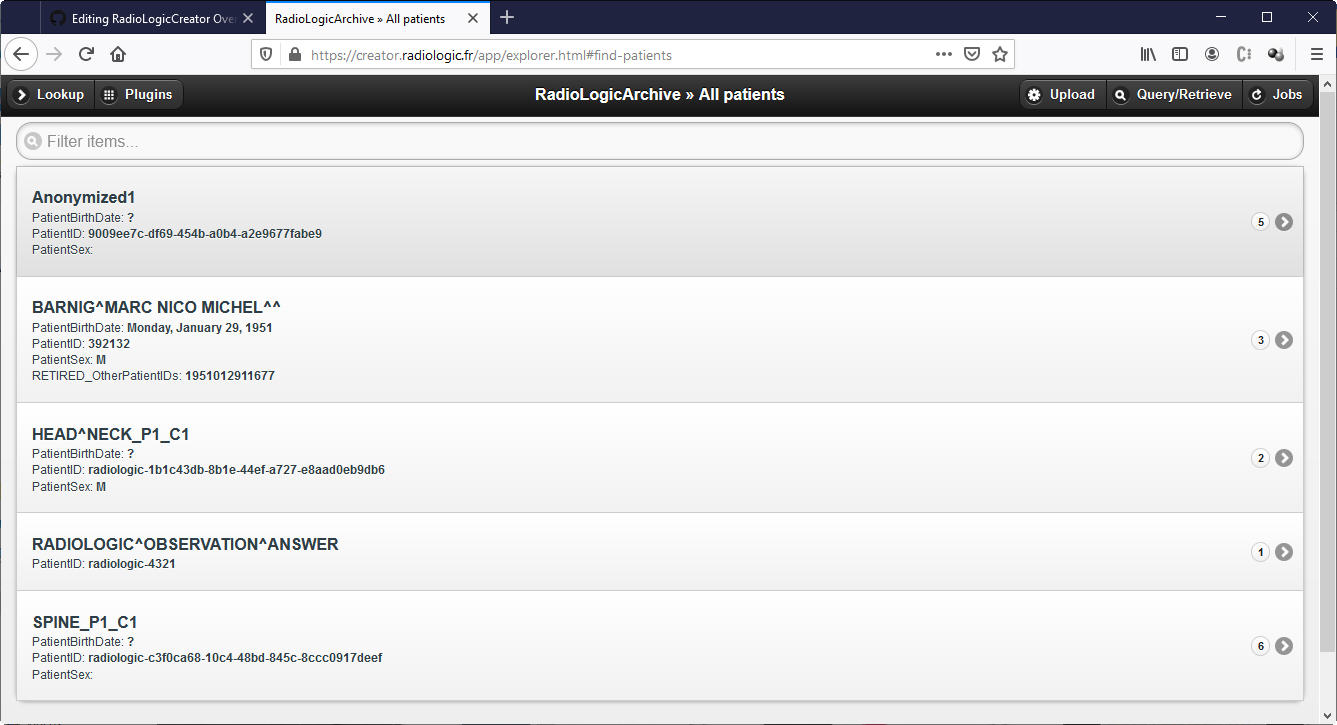 Editing RadioLogicCreator Over
RadioLogicArchive » All patients
https://creator.radiologic.fr/app/explorer.html#find-patients
Lookup
Plugins
RadioLogicArchive » All patients
Upload
Query/Retrieve
Jobs
Filter items...
Anonymized1
PatientBirthDate: ?
PatientID: 9009ee7c-df69-454b-a0b4-a2e9677fabe9
PatientSex:
5
BARNIG^MARC NICO MICHEL^^
PatientBirthDate: Monday, January 29, 1951
PatientID: 392132
PatientSex: M
RETIRED_OtherPatientIDs: 1951012911677
3
HEAD^NECK_P1_C1
PatientBirthDate: ?
PatientID: radiologic-1b1c43db-8b1e-44ef-a727-e8aad0eb9db6
PatientSex: M
2
RADIOLOGIC^OBSERVATION^ANSWER
PatientID: radiologic-4321
1
SPINE_P1_C1
PatientBirthDate: ?
PatientID: radiologic-c3f0ca68-10c4-48bd-845c-8ccc0917deef
PatientSex:
6